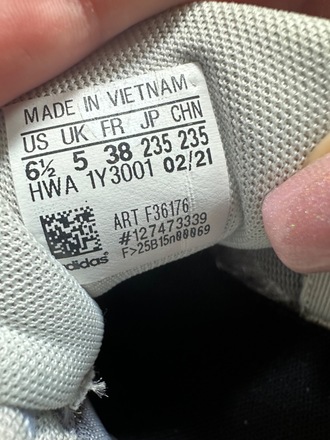 MADE IN VIETNAM
US UK FR JP CHN
6½ 5 38 235 235
HWA 1Y3001 02/21
ART F36176
#127473339
F>25B15n00069
adidas